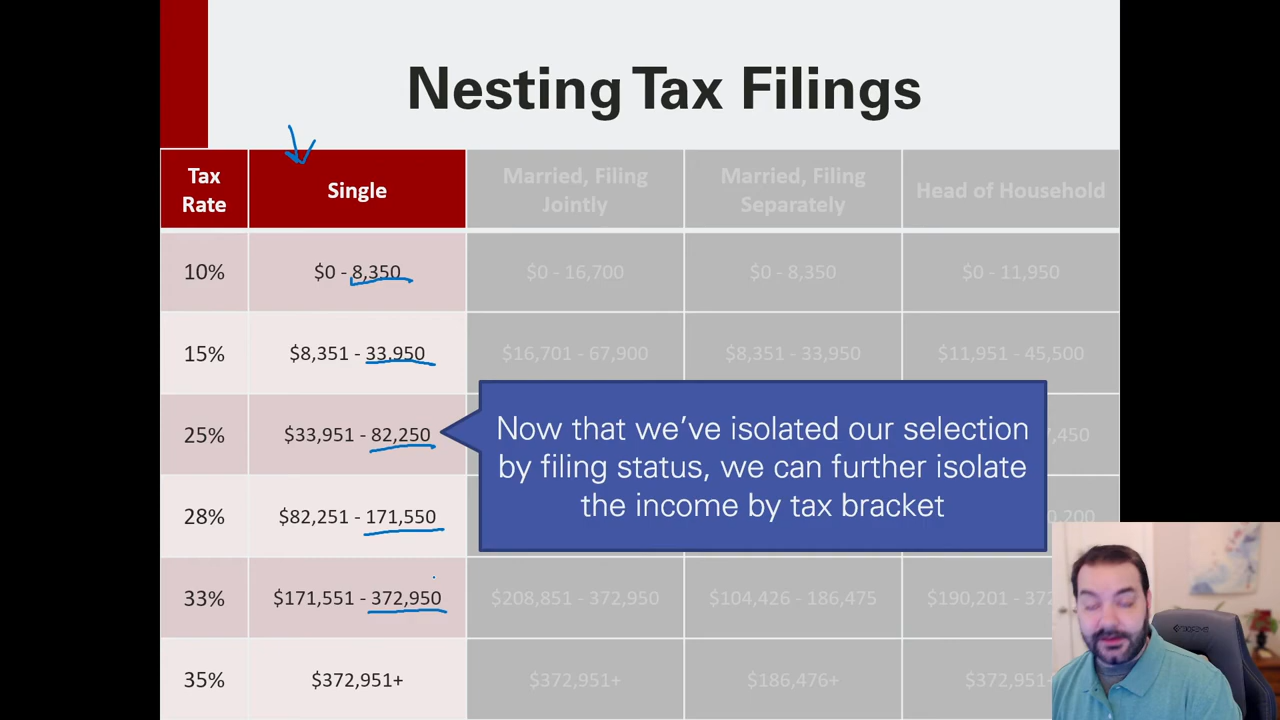 Nesting Tax Filings
Tax Rate Single Married, Filing Jointly Married, Filing Separately Head of Household
10% $0 - 8,350 $0 - 16,700 $0 - 8,350 $0 - 11,950
15% $8,351 - 33,950 $16,701 - 67,900 $8,351 - 33,950 $11,951 - 45,500
25% $33,951 - 82,250
Now that we've isolated our selection
by filing status, we can further isolate
the income by tax bracket
28% $82,251 - 171,550
33% $171,551 - 372,950 $208,851 - 372,950 $104,426 - 186,475 $190,201 -
35% $372,951+ $372,951+ $186,476+ $372,951